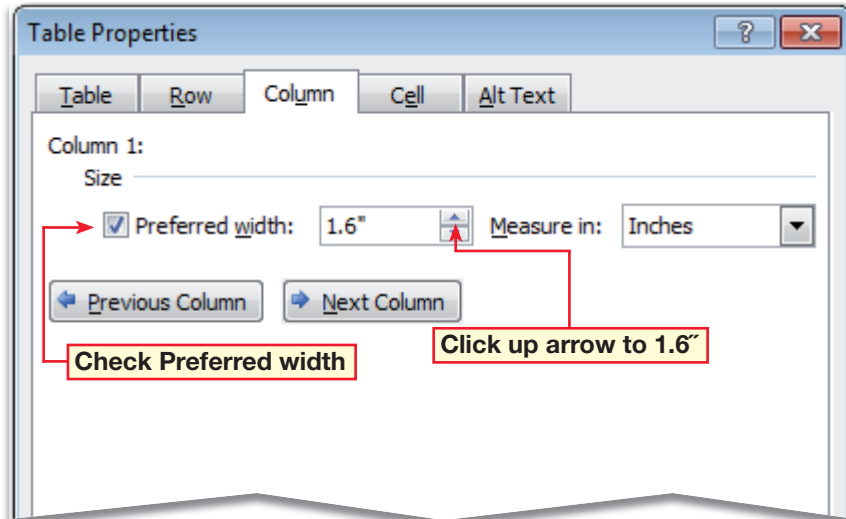 Table Properties
?
Table Row Column Cell Alt Text
Column 1:
Size
Preferred width: 1.6" Measure in: Inches
Previous Column Next Column
Check Preferred width
Click up arrow to 1.6˝